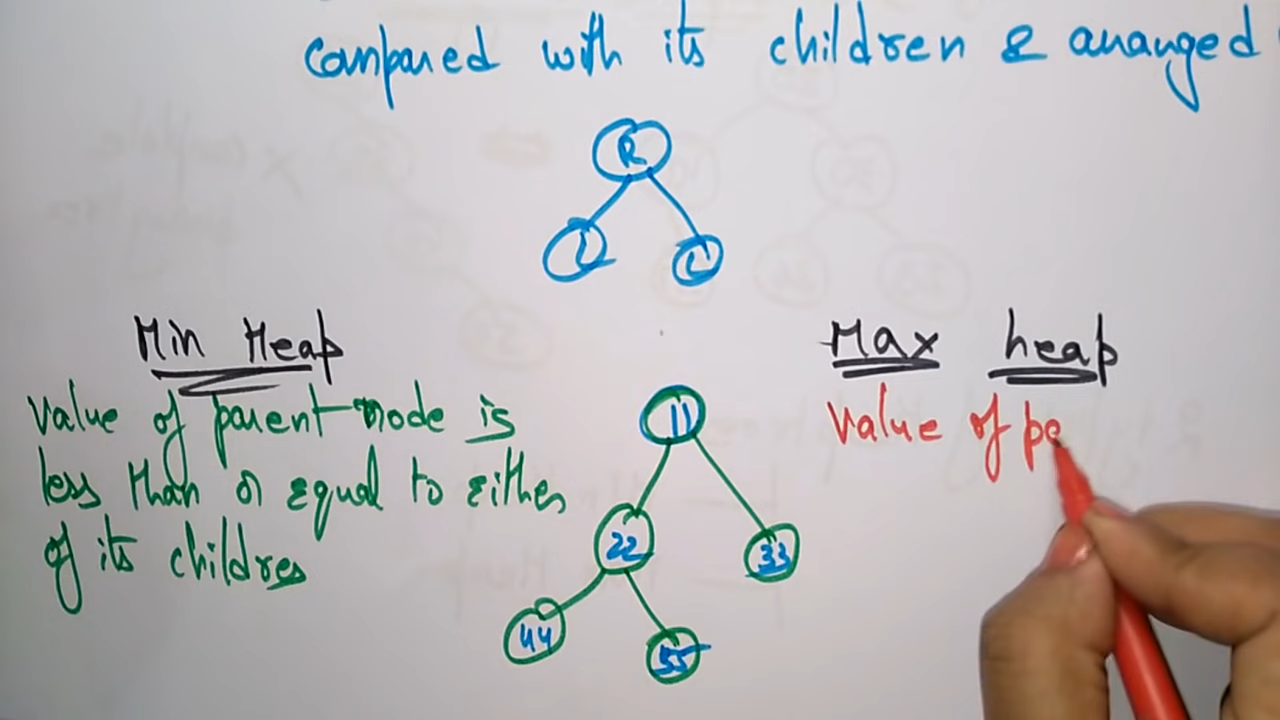 compared with its children & arranged
R
L
L
Min Heap
Value of parent node is
less than or equal to either
of its children
11
22
33
44
55
Max heap
Value of pa